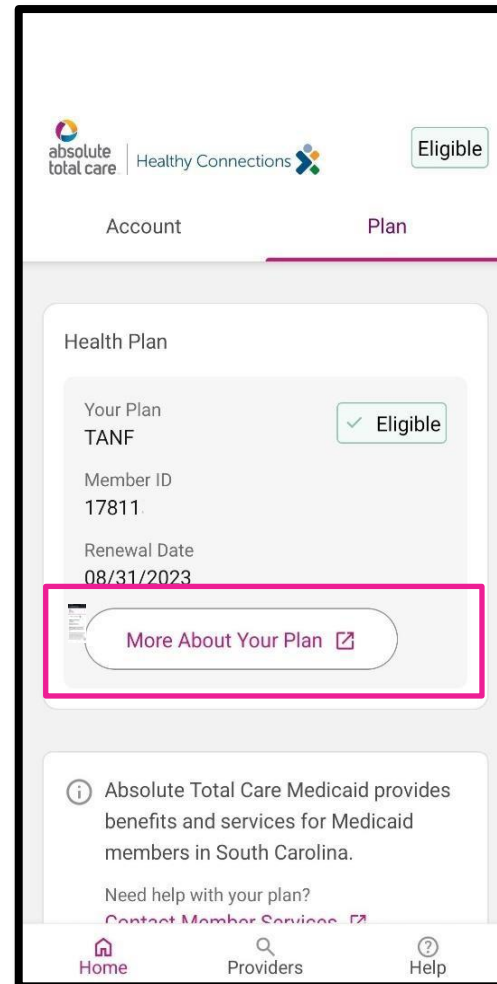 absolute
total care
Healthy Connections
Eligible
Account
Plan
Health Plan
Your Plan
TANF
Eligible
Member ID
17811
Renewal Date
08/31/2023
More About Your Plan
Absolute Total Care Medicaid provides
benefits and services for Medicaid
members in South Carolina.
Need help with your plan?
Contact Member Services
Home
Providers
Help